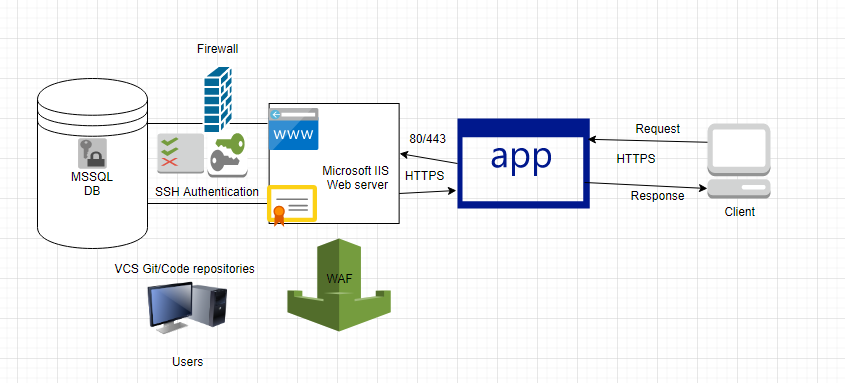 Firewall
MSSQL
DB
SSH Authentication
WWW
Microsoft IIS
Web server
80/443
HTTPS
app
Request
HTTPS
Response
Client
VCS Git/Code repositories
Users
WAF